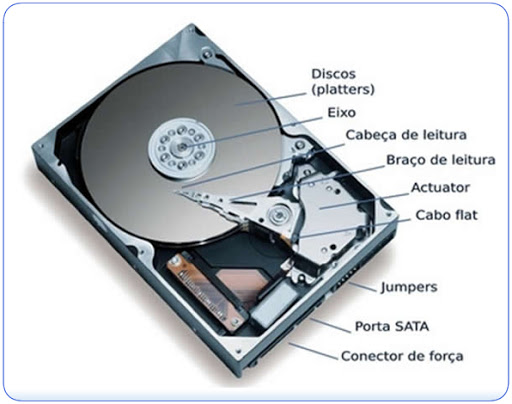 Discos
(platters)
Eixo
Cabeça de leitura
Braço de leitura
Actuator
Cabo flat
Jumpers
Porta SATA
Conector de força